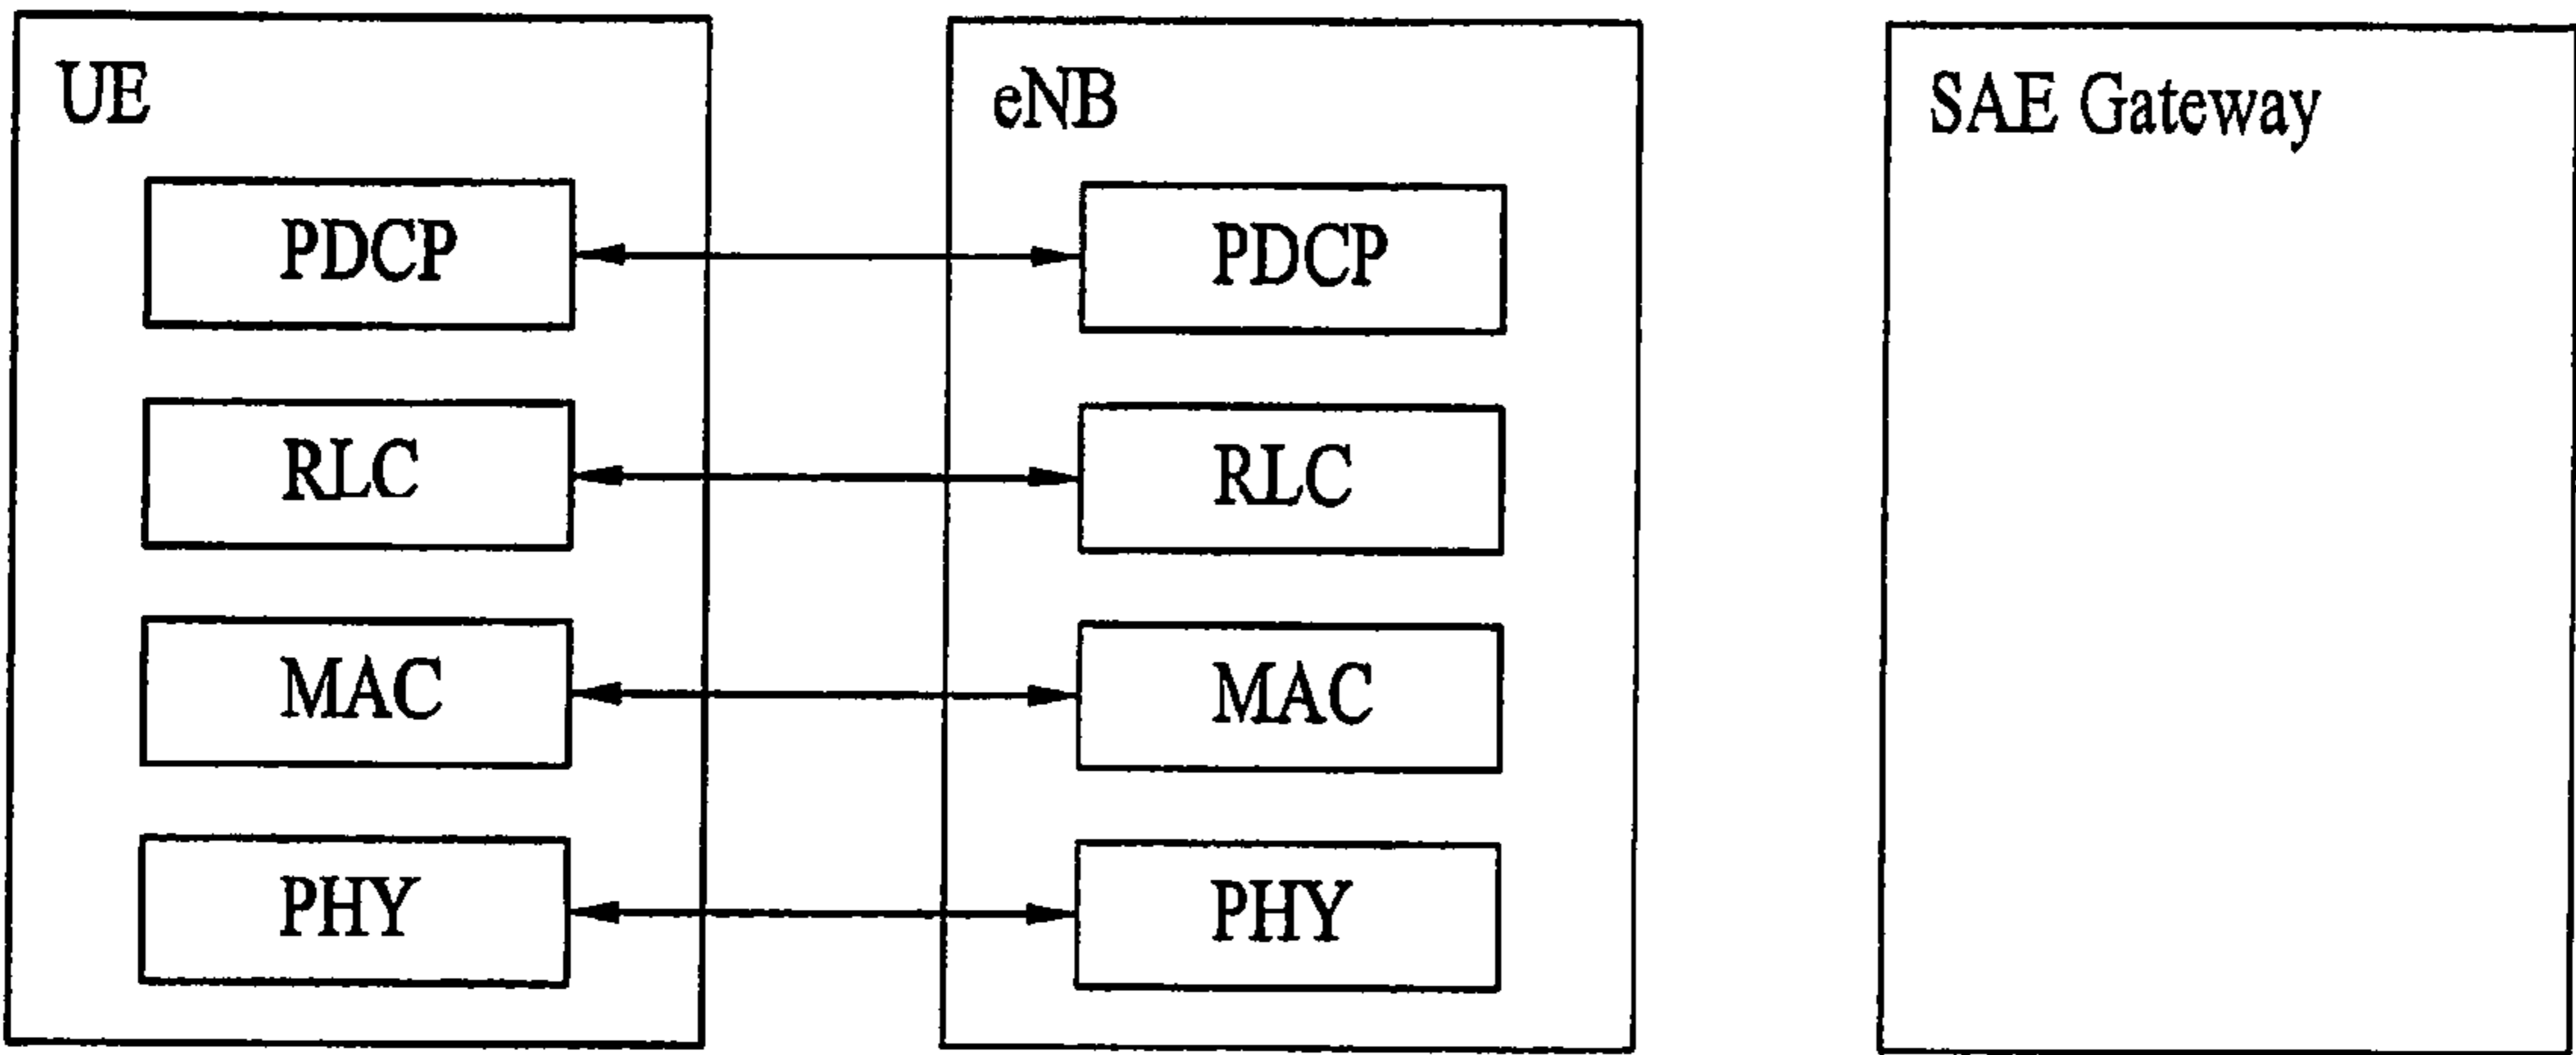 UE
PDCP
RLC
MAC
PHY
eNB
PDCP
RLC
MAC
PHY
SAE Gateway